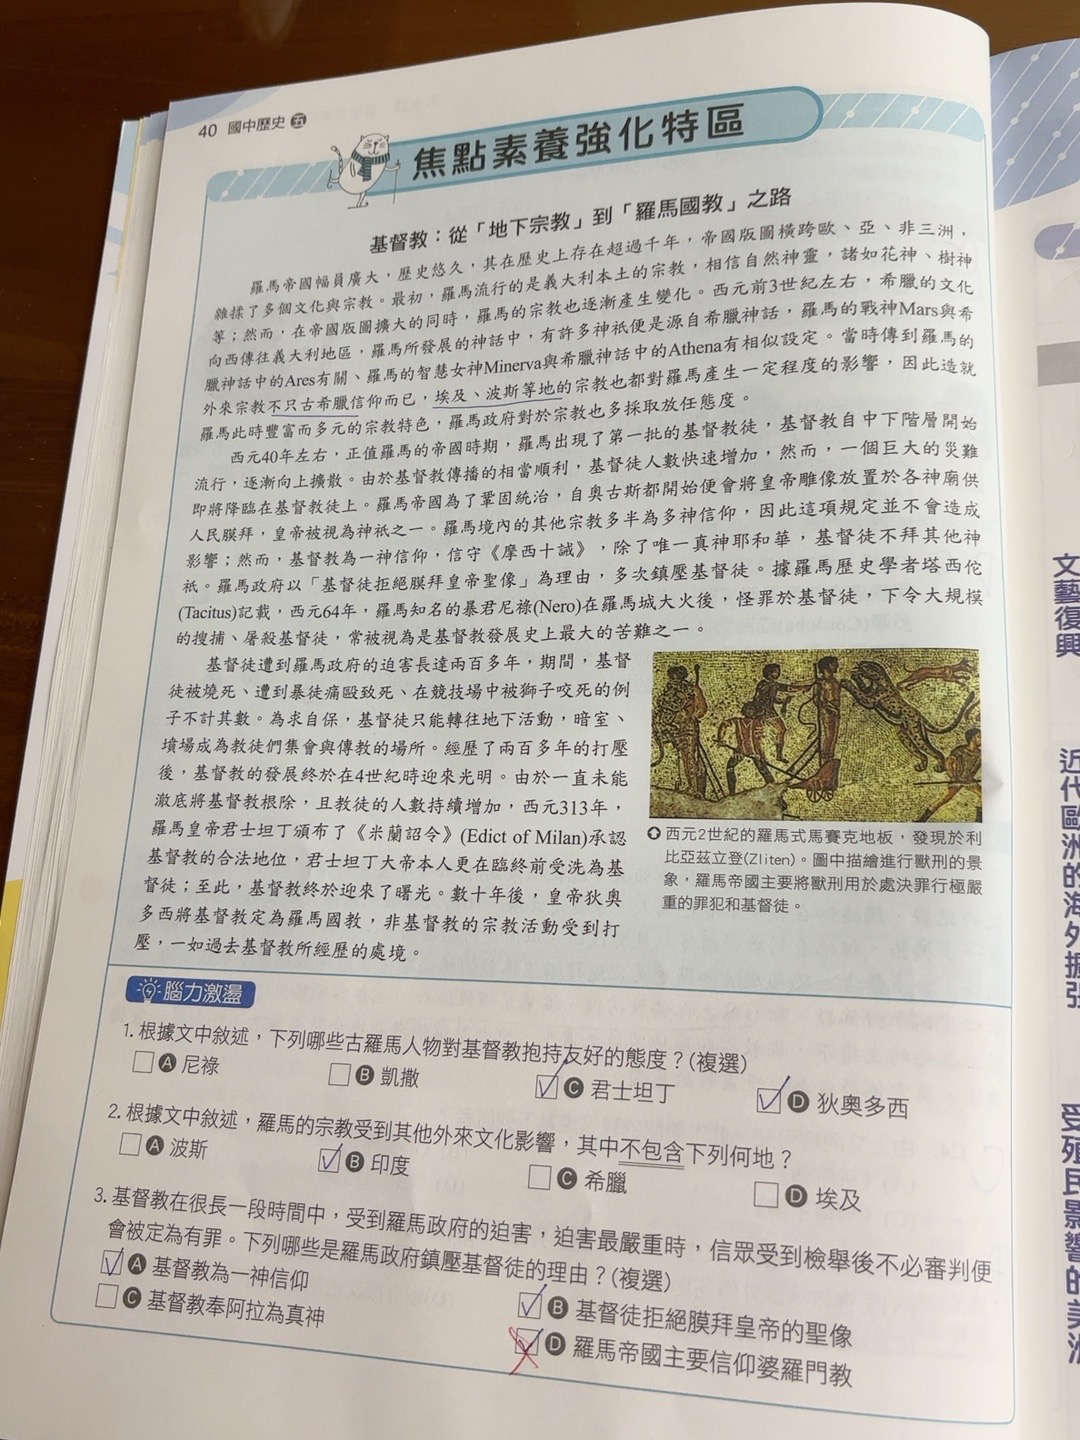 40 國中歷史 五
焦點素養強化特區
基督教：從「地下宗教」到「羅馬國教」之路
羅馬帝國幅員廣大，歷史悠久，其在歷史上存在超過千年，帝國版圖橫跨歐、亞、非三洲，
雜揉了多個文化與宗教。最初，羅馬流行的是義大利本土的宗教，相信自然神靈，諸如花神、樹神
等；然而，在帝國版圖擴大的同時，羅馬的宗教也逐漸產生變化。西元前3世紀左右，希臘的文化
向西傳往義大利地區，羅馬所發展的神話中，有許多神祇便是源自希臘神話，羅馬的戰神Mars與希
臘神話中的Ares有關、羅馬的智慧女神Minerva與希臘神話中的Athena有相似設定。當時傳到羅馬的
外來宗教不只古希臘信仰而已，埃及、波斯等地的宗教也都對羅馬產生一定程度的影響，因此造就
羅馬此時豐富而多元的宗教特色，羅馬政府對於宗教也多採取放任態度。
西元40年左右，正值羅馬的帝國時期，羅馬出現了第一批的基督教徒，基督教自中下階層開始
流行，逐漸向上擴散。由於基督教傳播的相當順利，基督徒人數快速增加，然而，一個巨大的災難
即將降臨在基督教徒上。羅馬帝國為了鞏固統治，自奧古斯都開始便會將皇帝雕像放置於各神廟供
人民膜拜，皇帝被視為神祇之一。羅馬境內的其他宗教多半為多神信仰，因此這項規定並不會造成
影響；然而，基督教為一神信仰，信守《摩西十誡》，除了唯一真神耶和華，基督徒不拜其他神
祇。羅馬政府以「基督徒拒絕膜拜皇帝聖像」為理由，多次鎮壓基督徒。據羅馬歷史學者塔西佗
(Tacitus)記載，西元64年，羅馬知名的暴君尼祿(Nero)在羅馬城大火後，怪罪於基督徒，下令大規模
的搜捕、屠殺基督徒，常被視為是基督教發展史上最大的苦難之一。
基督徒遭到羅馬政府的迫害長達兩百多年，期間，基督
徒被燒死、遭到暴徒痛毆致死、在競技場中被獅子咬死的例
子不計其數。為求自保，基督徒只能轉往地下活動，暗室、
墳場成為教徒們集會與傳教的場所。經歷了兩百多年的打壓
後，基督教的發展終於在4世紀時迎來光明。由於一直未能
澈底將基督教根除，且教徒的人數持續增加，西元313年，
羅馬皇帝君士坦丁頒布了《米蘭詔令》(Edict of Milan)承認
基督教的合法地位，君士坦丁大帝本人更在臨終前受洗為基
督徒；至此，基督教終於迎來了曙光。數十年後，皇帝狄奧
多西將基督教定為羅馬國教，非基督教的宗教活動受到打
壓，一如過去基督教所經歷的處境。
西元2世紀的羅馬式馬賽克地板，發現於利
比亞茲立登(Zliten)。圖中描繪進行獸刑的景
象，羅馬帝國主要將獸刑用於處決罪行極嚴
重的罪犯和基督徒。
腦力激盪
1. 根據文中敘述，下列哪些古羅馬人物對基督教抱持友好的態度？(複選)
A 尼祿 B 凱撒 C 君士坦丁 D 狄奧多西
2. 根據文中敘述，羅馬的宗教受到其他外來文化影響，其中不包含下列何地？
A 波斯 B 印度 C 希臘 D 埃及
3. 基督教在很長一段時間中，受到羅馬政府的迫害，迫害最嚴重時，信眾受到檢舉後不必審判便
會被定為有罪。下列哪些是羅馬政府鎮壓基督徒的理由？(複選)
A 基督教為一神信仰 B 基督徒拒絕膜拜皇帝的聖像
C 基督教奉阿拉為真神 D 羅馬帝國主要信仰婆羅門教
文藝復興
近代歐洲的海外擴張